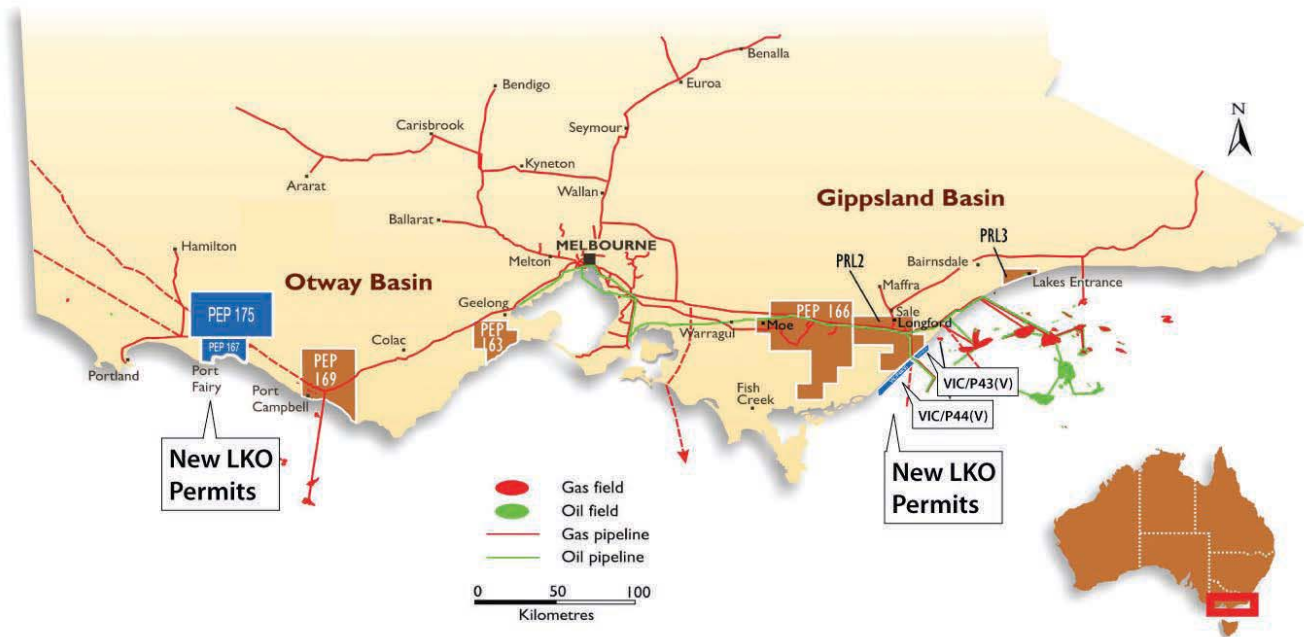 Benalla
Bendigo
Euroa
N
Carisbrook
Seymour
Kyneton
Ararat
Wallan
Gippsland Basin
Ballarat
PRL3
Hamilton
MELBOURNE
PRL2
Bairnsdale
Melton
Otway Basin
Maffra
Lakes Entrance
Geelong
PEP 175
PEP 166
Sale
Longford
Moe
Warragul
PEP
163
PEP 167
Colac
Portland
Port
Fairy
PEP
169
Port
Campbell
Fish
Creek
VIC/P43(V)
VIC/P44(V)
New LKO
Permits
New LKO
Permits
Gas field
Oil field
Gas pipeline
Oil pipeline
0 50 100
Kilometres